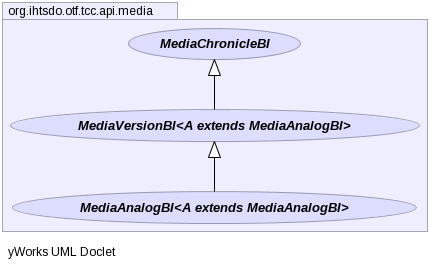 org.ihtsdo.otf.tcc.api.media
MediaChronicleBI
MediaVersionBI<A extends MediaAnalogBI>
MediaAnalogBI<A extends MediaAnalogBI>
yWorks UML Doclet